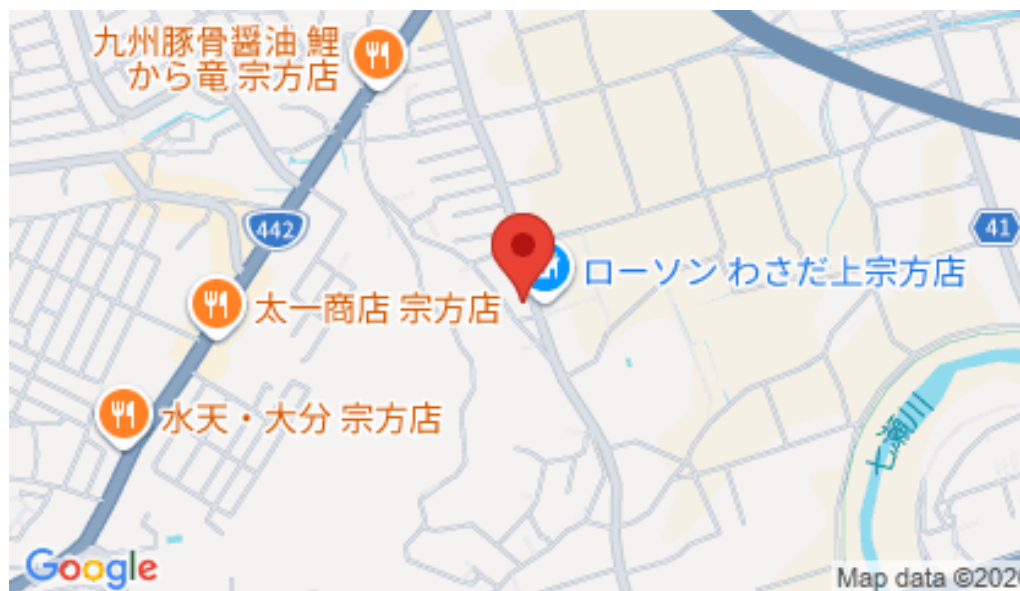 九州豚骨醤油 鯉
から竜 宗方店
442
41
ローソン わさだ上宗方店
太一商店 宗方店
水天・大分 宗方店
七瀬川
Google
Map data ©202